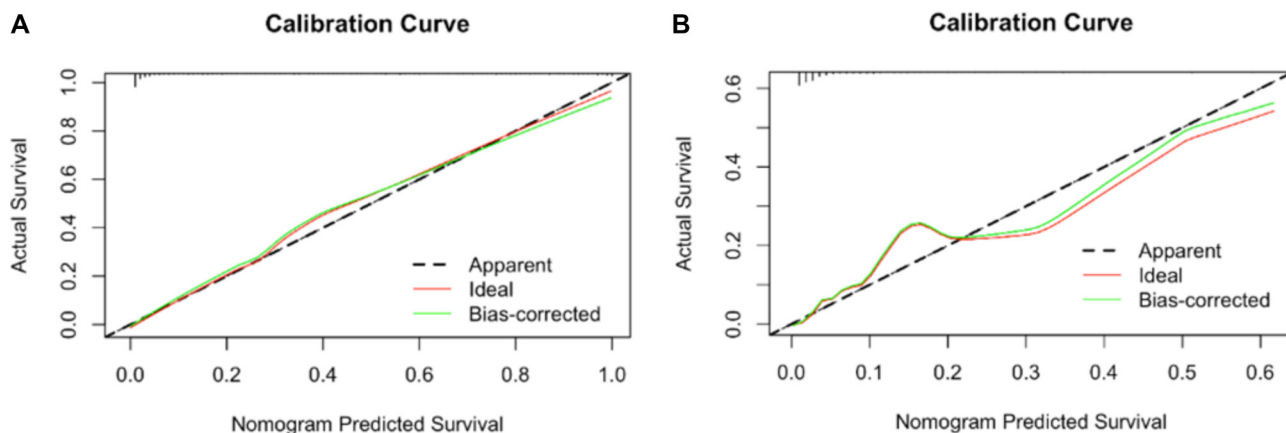 A
Calibration Curve
Actual Survival
0.0 0.2 0.4 0.6 0.8 1.0
Apparent
Ideal
Bias-corrected
0.0 0.2 0.4 0.6 0.8 1.0
Nomogram Predicted Survival
B
Calibration Curve
Actual Survival
0.0 0.2 0.4 0.6
Apparent
Ideal
Bias-corrected
0.0 0.1 0.2 0.3 0.4 0.5 0.6
Nomogram Predicted Survival